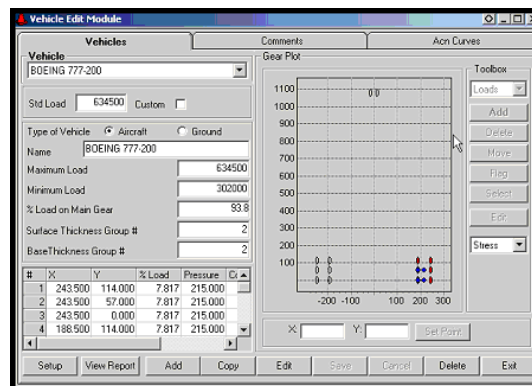 Vehicle Edit Module
Vehicles Comments Acn Curves
Vehicle
BOEING 777-200
Std Load 634500 Custom
Type of Vehicle Aircraft Ground
Name BOEING 777-200
Maximum Load 634500
Minimum Load 302000
% Load on Main Gear 93.8
Surface Thickness Group # 2
BaseThickness Group # 2
# X Y % Load Pressure
1 243.500 114.000 7.817 215.000
2 243.500 57.000 7.817 215.000
3 243.500 0.000 7.817 215.000
4 188.500 114.000 7.817 215.000
Gear Plot
1100
1000
900
800
700
600
500
400
300
200
100
-200 -100 100 200 300
X: Y: Set Point
Toolbox
Loads
Add
Delete
Move
Flag
Select
Edit
Stress
Setup View Report Add Copy Edit Save Cancel Delete Exit